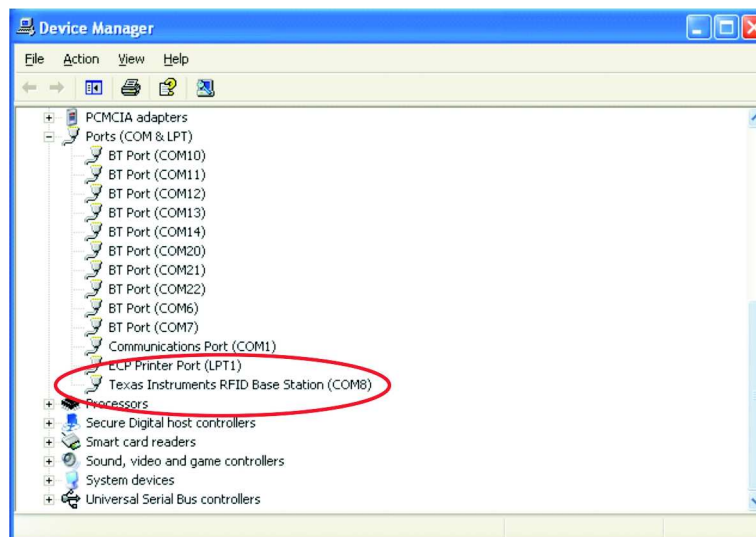 Device Manager
File Action View Help
PCMCIA adapters
Ports (COM & LPT)
BT Port (COM10)
BT Port (COM11)
BT Port (COM12)
BT Port (COM13)
BT Port (COM14)
BT Port (COM20)
BT Port (COM21)
BT Port (COM22)
BT Port (COM6)
BT Port (COM7)
Communications Port (COM1)
ECP Printer Port (LPT1)
Texas Instruments RFID Base Station (COM8)
Processors
Secure Digital host controllers
Smart card readers
Sound, video and game controllers
System devices
Universal Serial Bus controllers